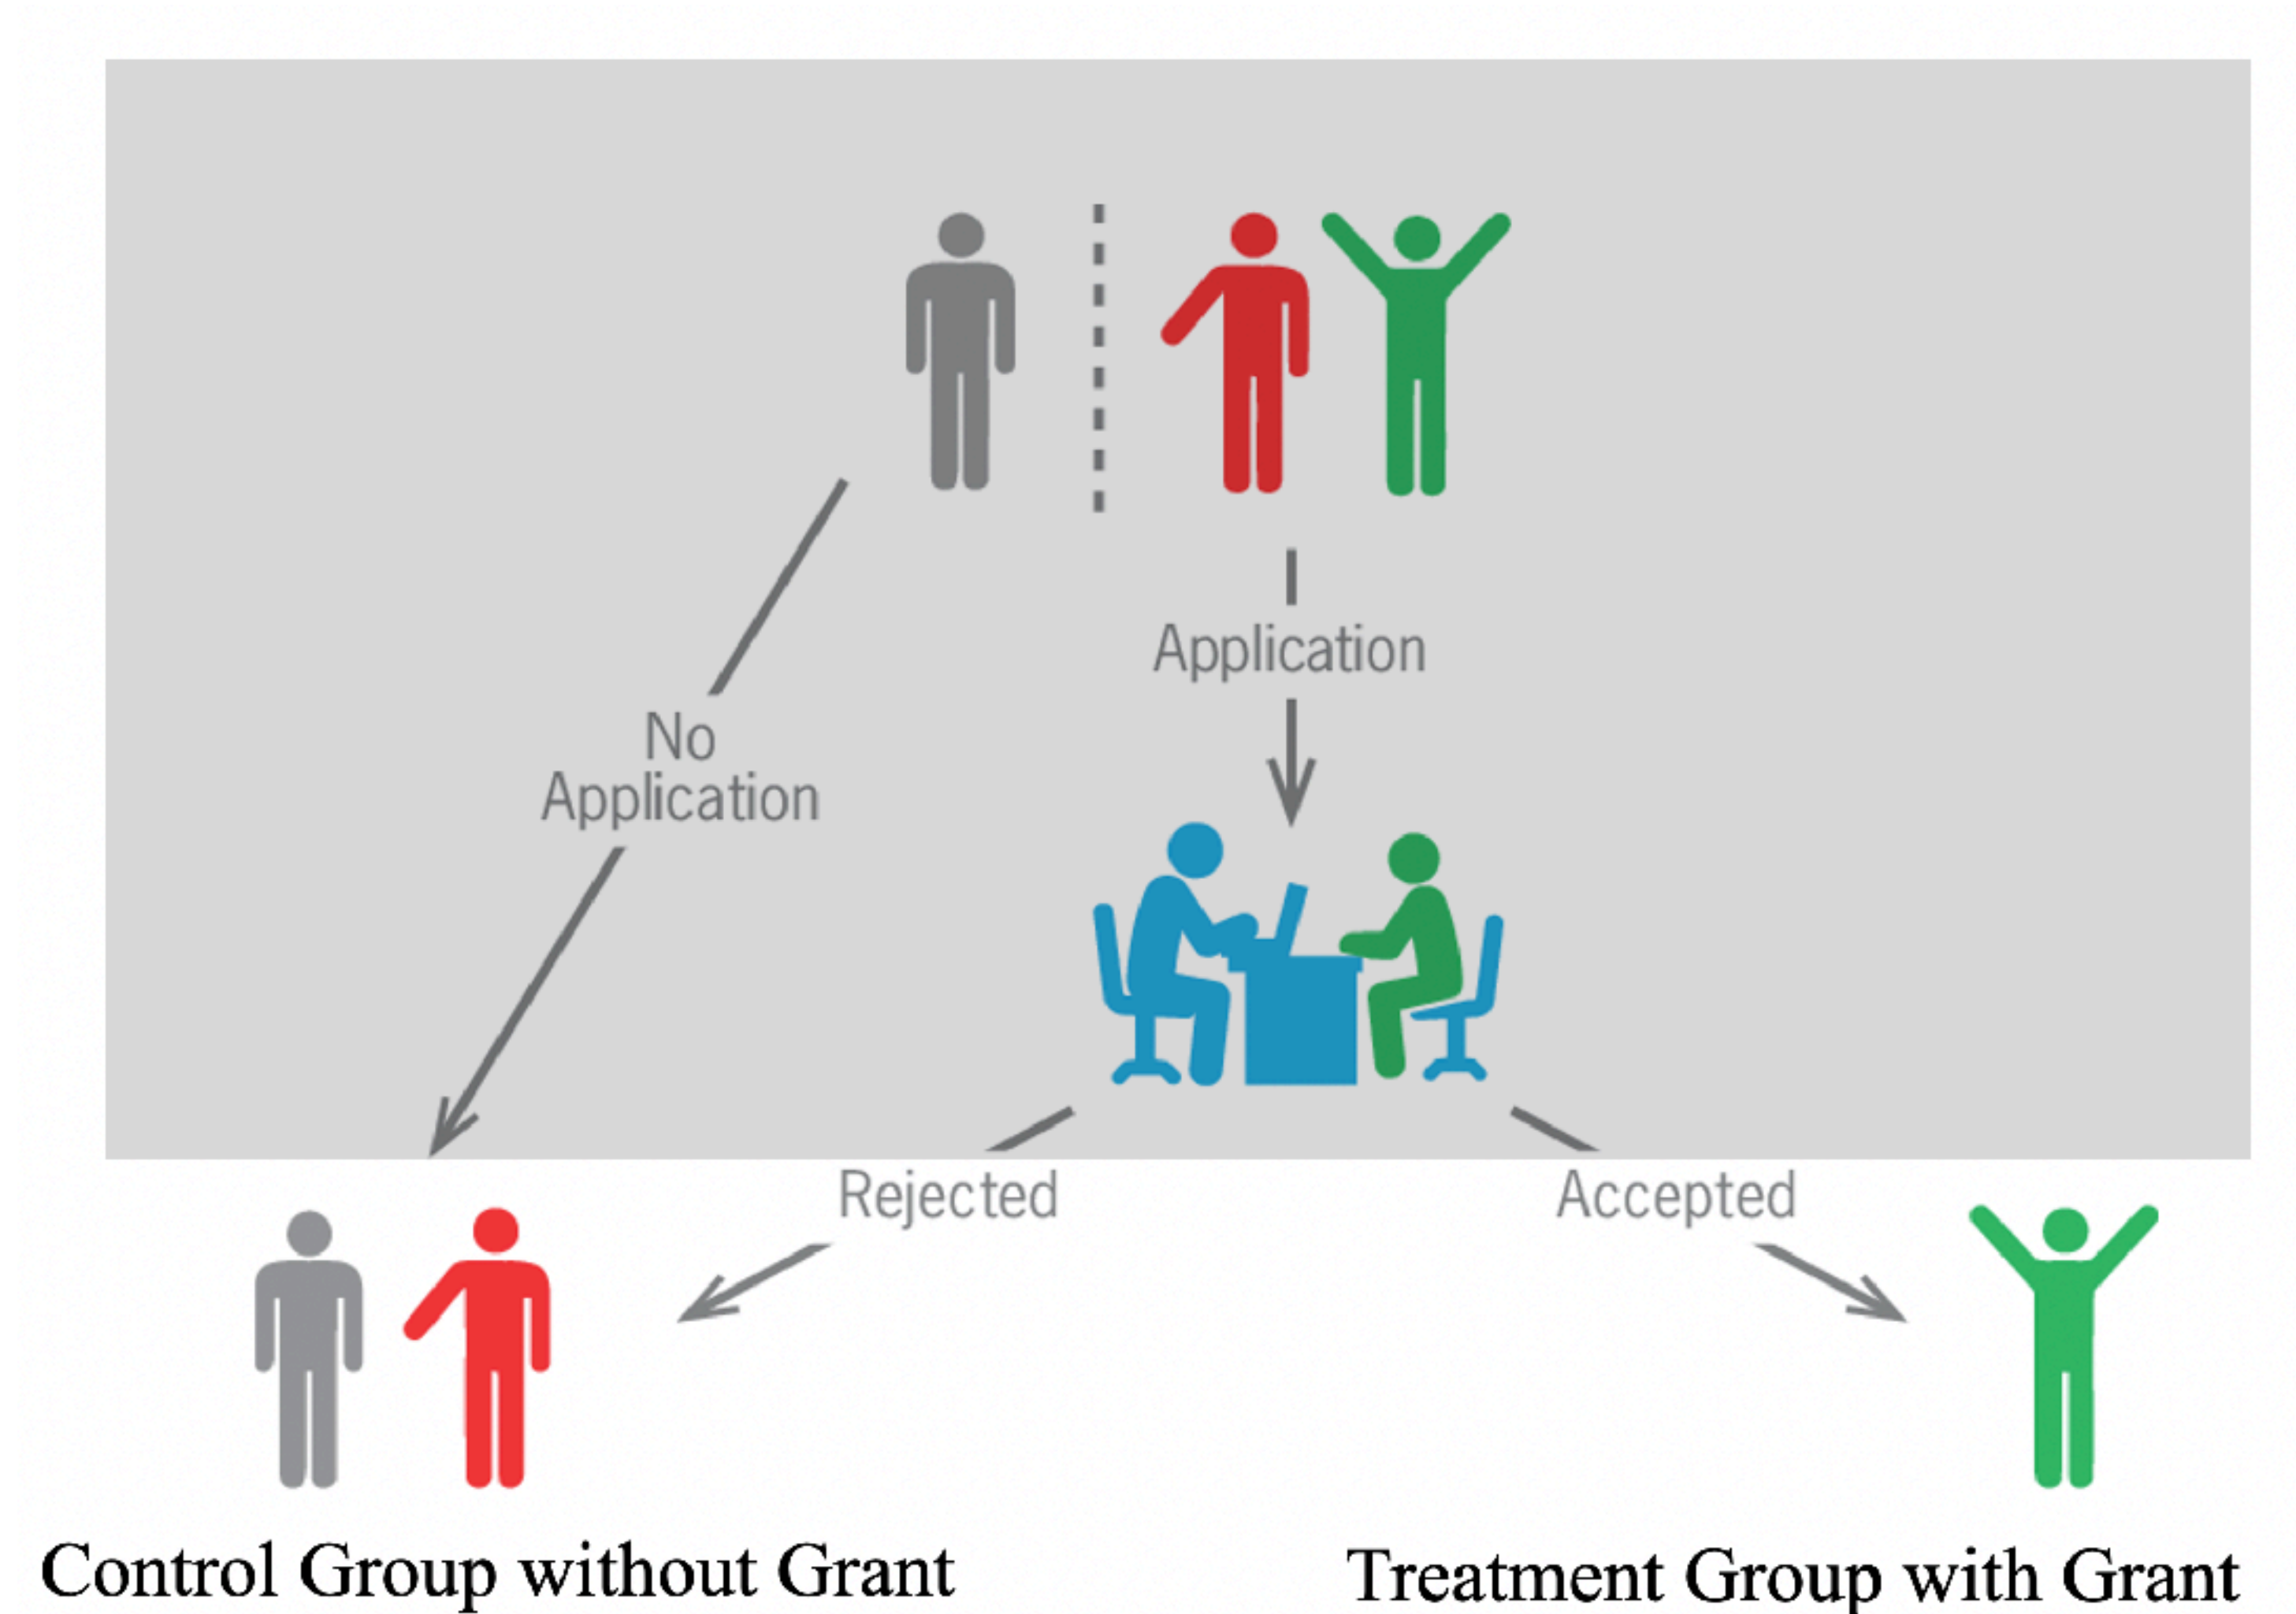 Application
No
Application
Rejected
Accepted
Control Group without Grant
Treatment Group with Grant